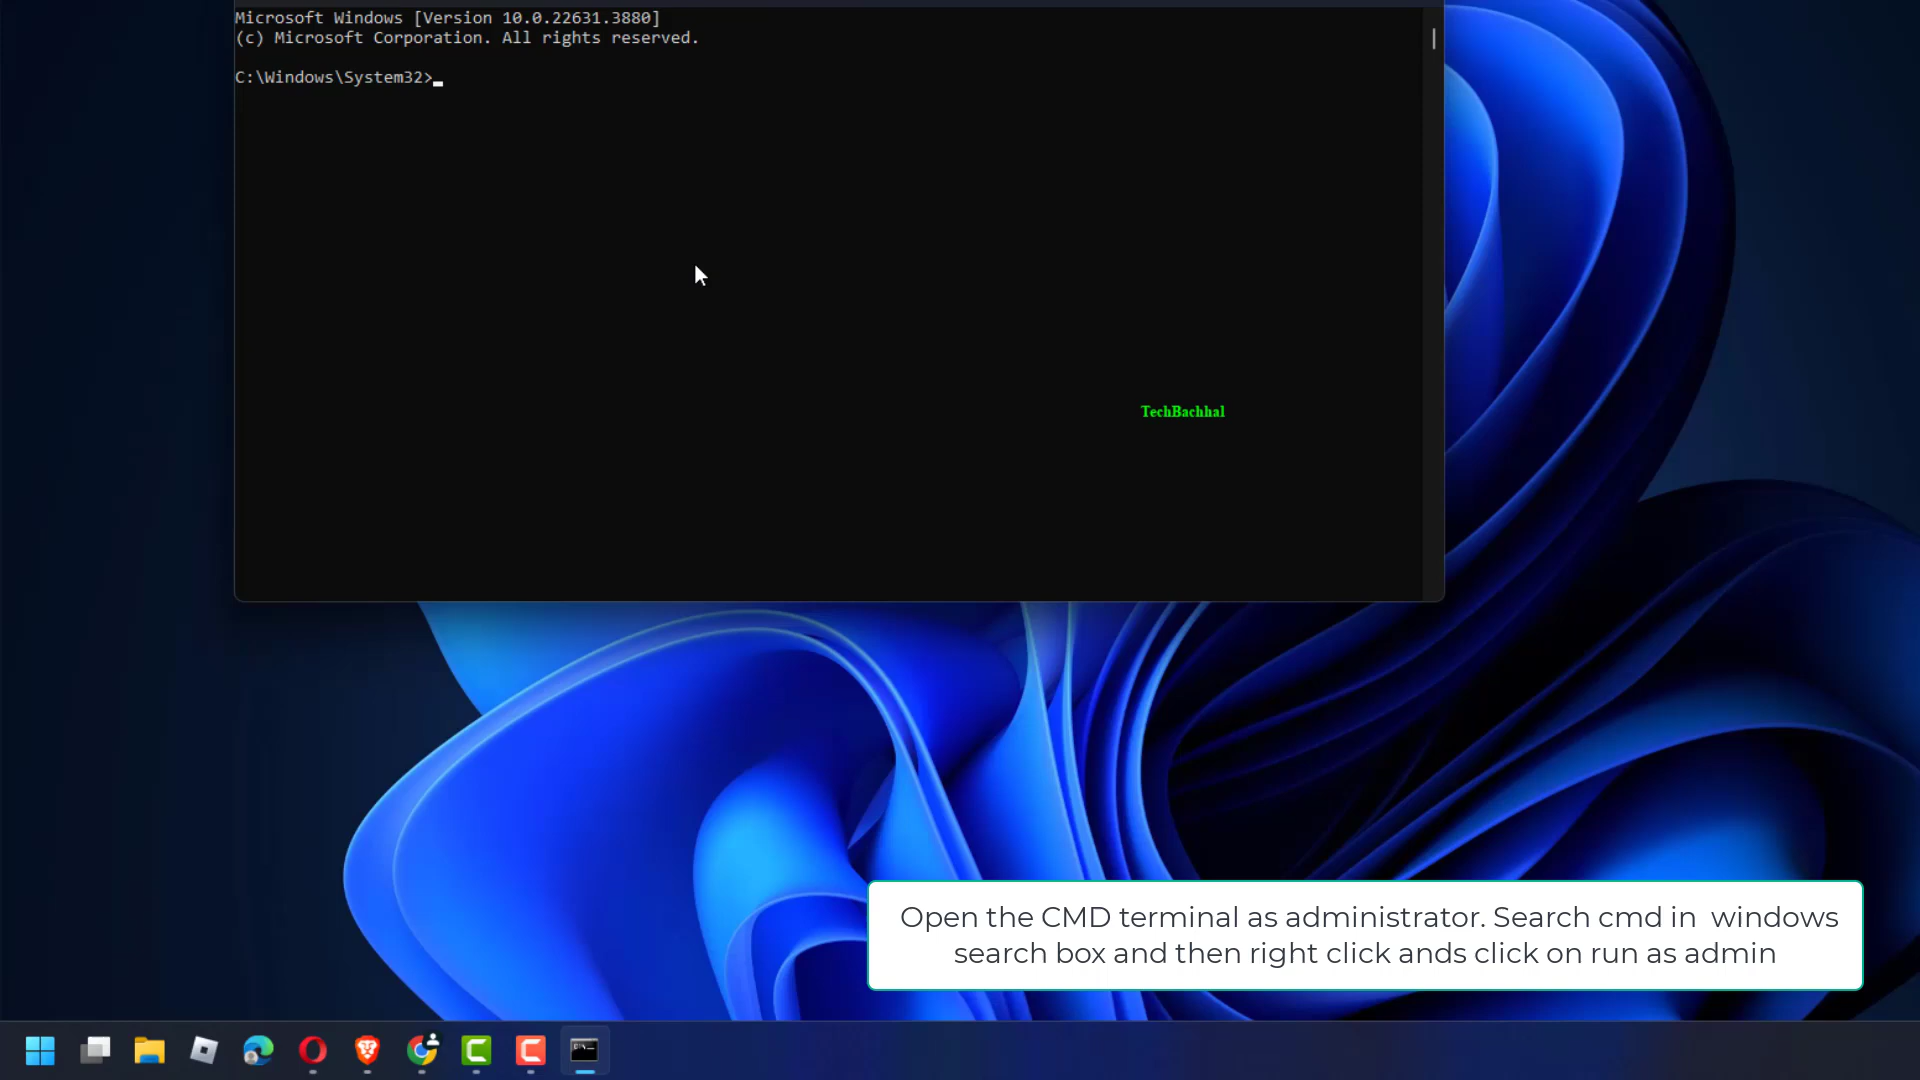 Microsoft Windows [Version 10.0.22631.3880]
(c) Microsoft Corporation. All rights reserved.
C:\Windows\System32>
TechBachhal
Open the CMD terminal as administrator. Search cmd in  windows
search box and then right click ands click on run as admin